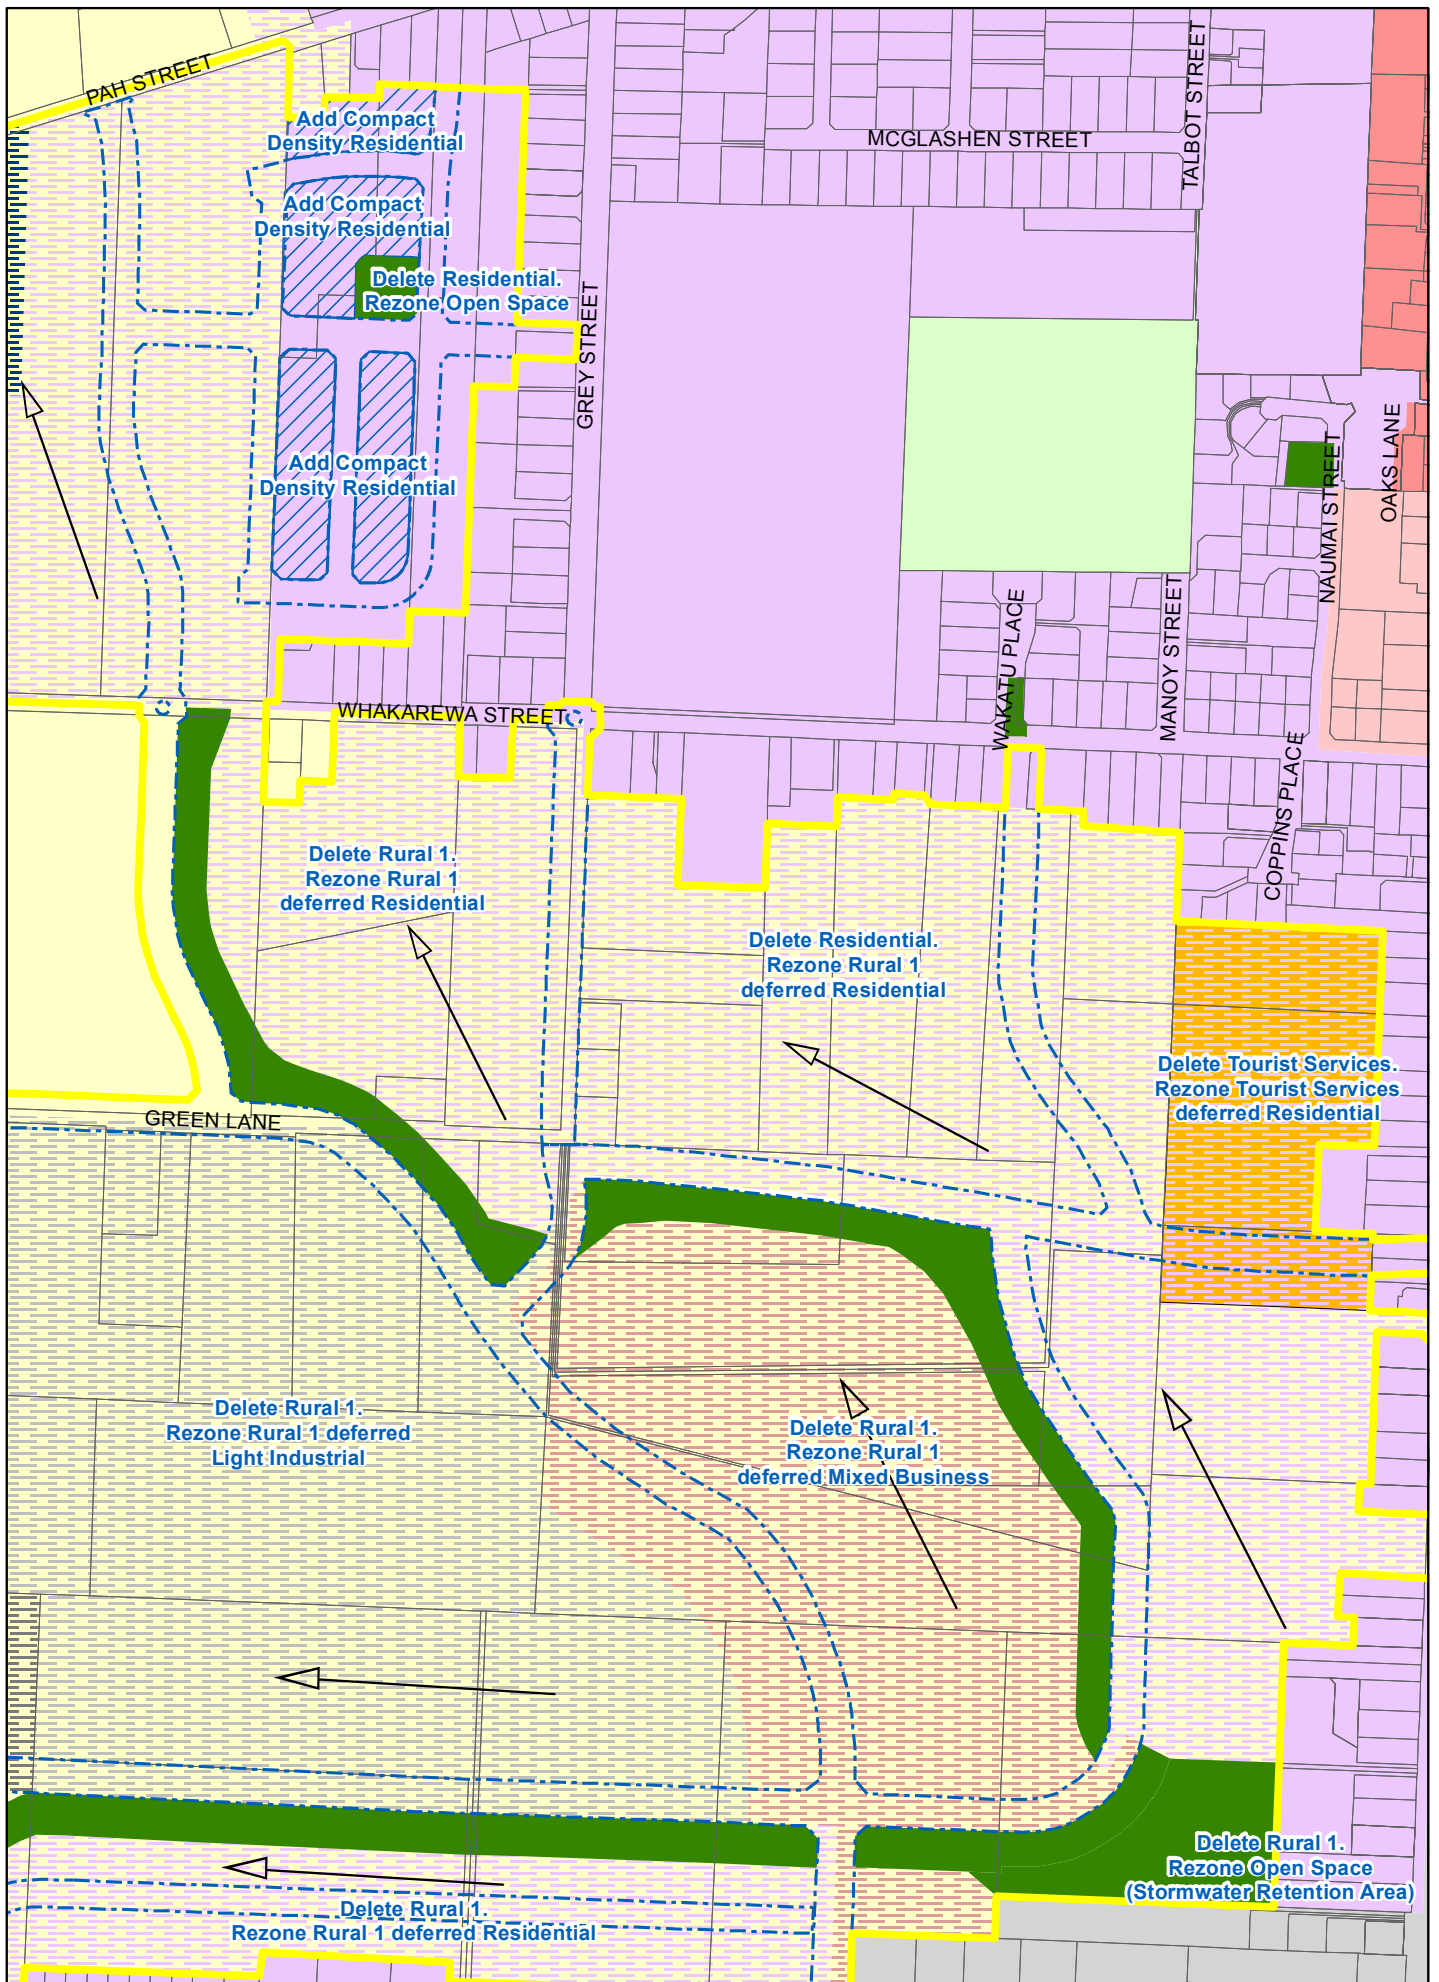 PAH STREET
Add Compact
Density Residential
MCGLASHEN STREET
TALBOT STREET
Add Compact
Density Residential
Delete Residential.
Rezone Open Space
GREY STREET
Add Compact
Density Residential
OAKS LANE
NAUMAI STREET
WAKATU PLACE
MANOY STREET
WHAKAREWA STREET
COPPINS PLACE
Delete Rural 1.
Rezone Rural 1
deferred Residential
Delete Residential.
Rezone Rural 1
deferred Residential
Delete Tourist Services.
Rezone Tourist Services
deferred Residential
GREEN LANE
Delete Rural 1.
Rezone Rural 1 deferred
Light Industrial
Delete Rural 1.
Rezone Rural 1
deferred Mixed Business
Delete Rural 1.
Rezone Open Space
(Stormwater Retention Area)
Delete Rural 1.
Rezone Rural 1 deferred Residential